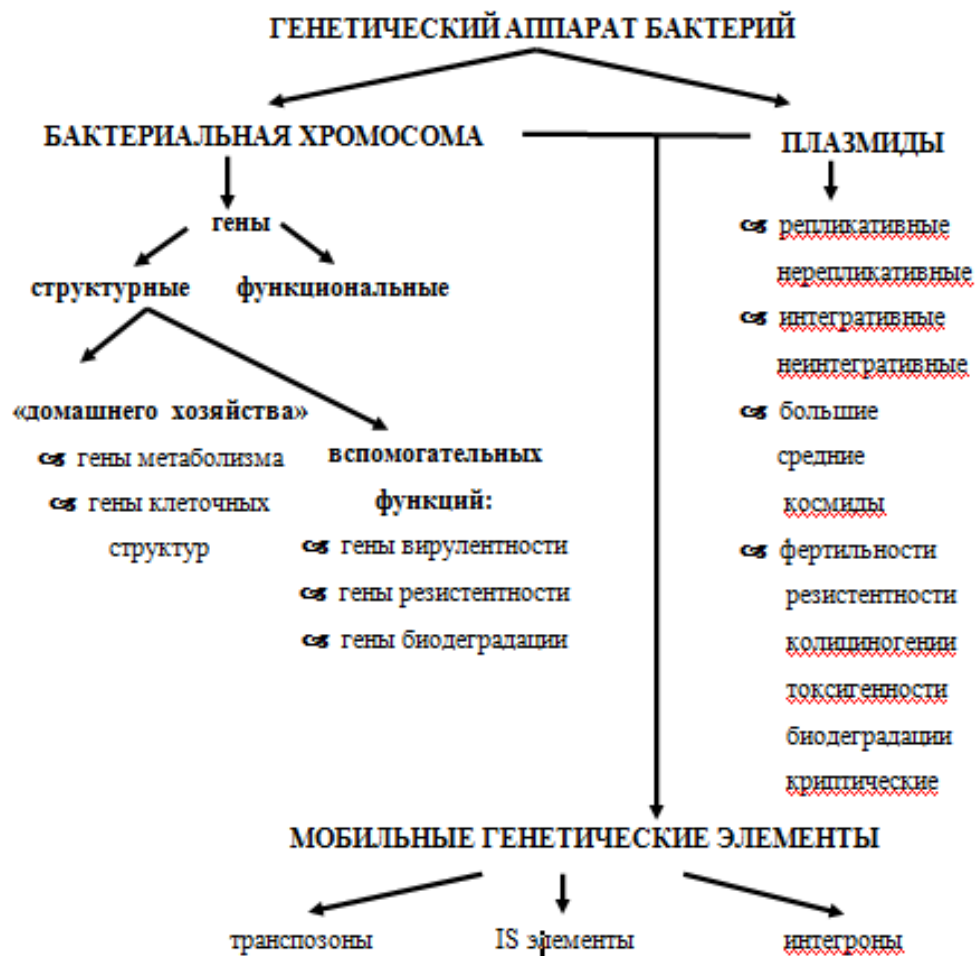 ГЕНЕТИЧЕСКИЙ АППАРАТ БАКТЕРИЙ
БАКТЕРИАЛЬНАЯ ХРОМОСОМА
ПЛАЗМИДЫ
гены
структурные
функциональные
«домашнего хозяйства»
гены метаболизма
гены клеточных
структур
вспомогательных
функций:
гены вирулентности
гены резистентности
гены биодеградации
репликативные
нерепликативные
интегративные
неинтегративные
большие
средние
космиды
фертильности
резистентности
колициногении
токсигенности
биодеградации
криптические
МОБИЛЬНЫЕ ГЕНЕТИЧЕСКИЕ ЭЛЕМЕНТЫ
транспозоны
IS элементы
интегроны